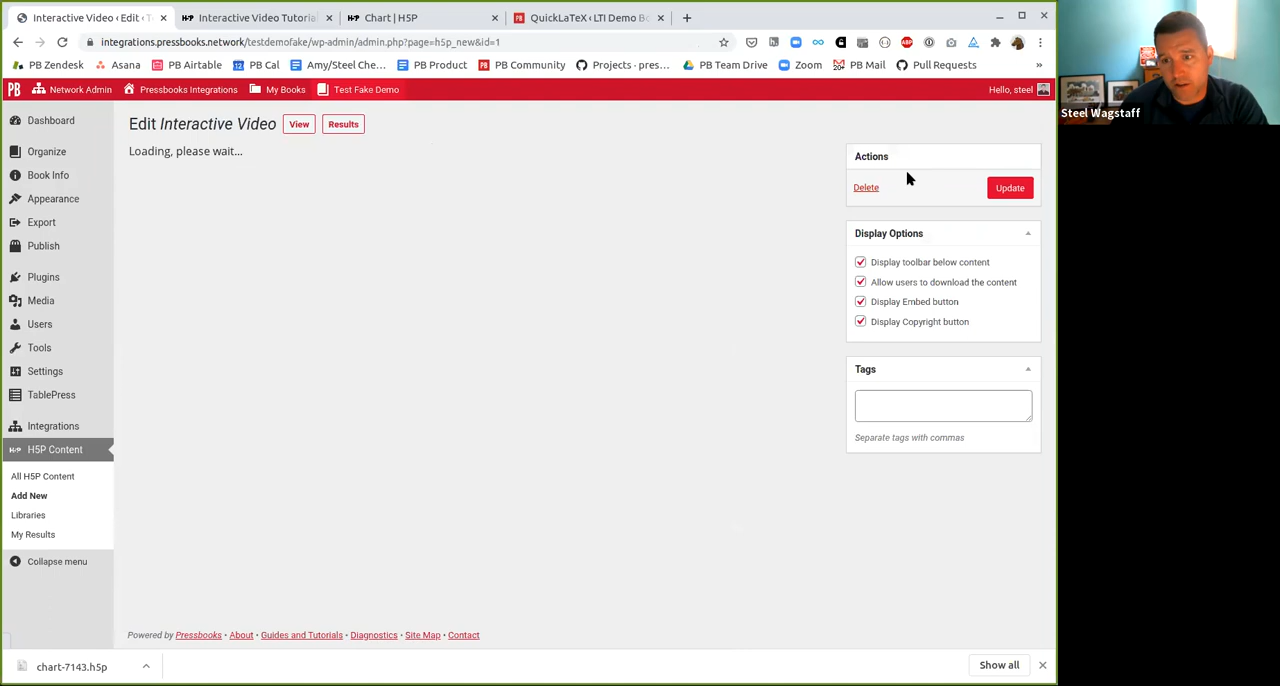 Interactive Video ‹ Edit ‹ T
Interactive Video Tutoria
Chart | H5P
QuickLaTeX ‹ LTI Demo B
integrations.pressbooks.network/testdemofake/wp-admin/admin.php?page=h5p_new&id=1
PB Zendesk
Asana
PB Airtable
PB Cal
Amy/Steel Che...
PB Product
PB Community
Projects · pres...
PB Team Drive
Zoom
PB Mail
Pull Requests
»
PB
Network Admin
Pressbooks Integrations
My Books
Test Fake Demo
Hello, steel
Steel Wagstaff
Dashboard
Organize
Book Info
Appearance
Export
Publish
Plugins
Media
Users
Tools
Settings
TablePress
Integrations
H5P Content
All H5P Content
Add New
Libraries
My Results
Collapse menu
Edit Interactive Video
View
Results
Loading, please wait...
Actions
Delete
Update
Display Options
Display toolbar below content
Allow users to download the content
Display Embed button
Display Copyright button
Tags
Separate tags with commas
Powered by Pressbooks • About • Guides and Tutorials • Diagnostics • Site Map • Contact
chart-7143.h5p
Show all